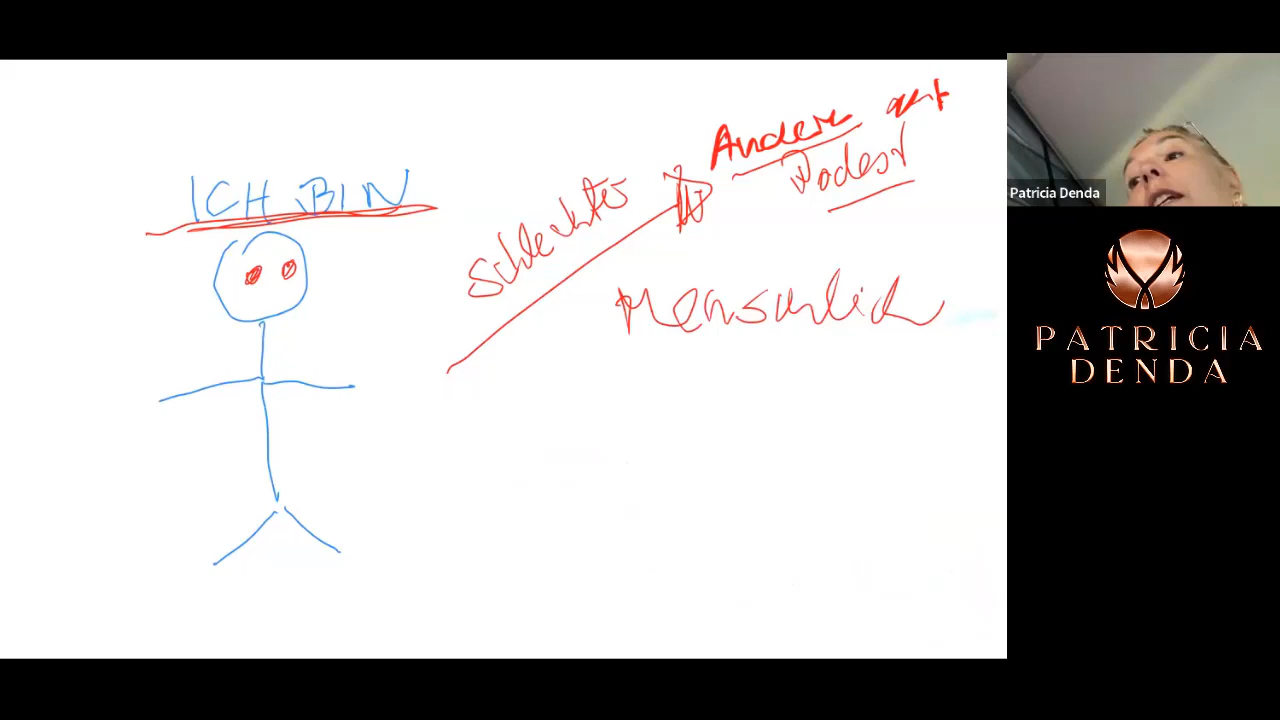 ICH BIN
schlechter
Andere auf
Podest
Menschlich
Patricia Denda
PATRICIA
DENDA